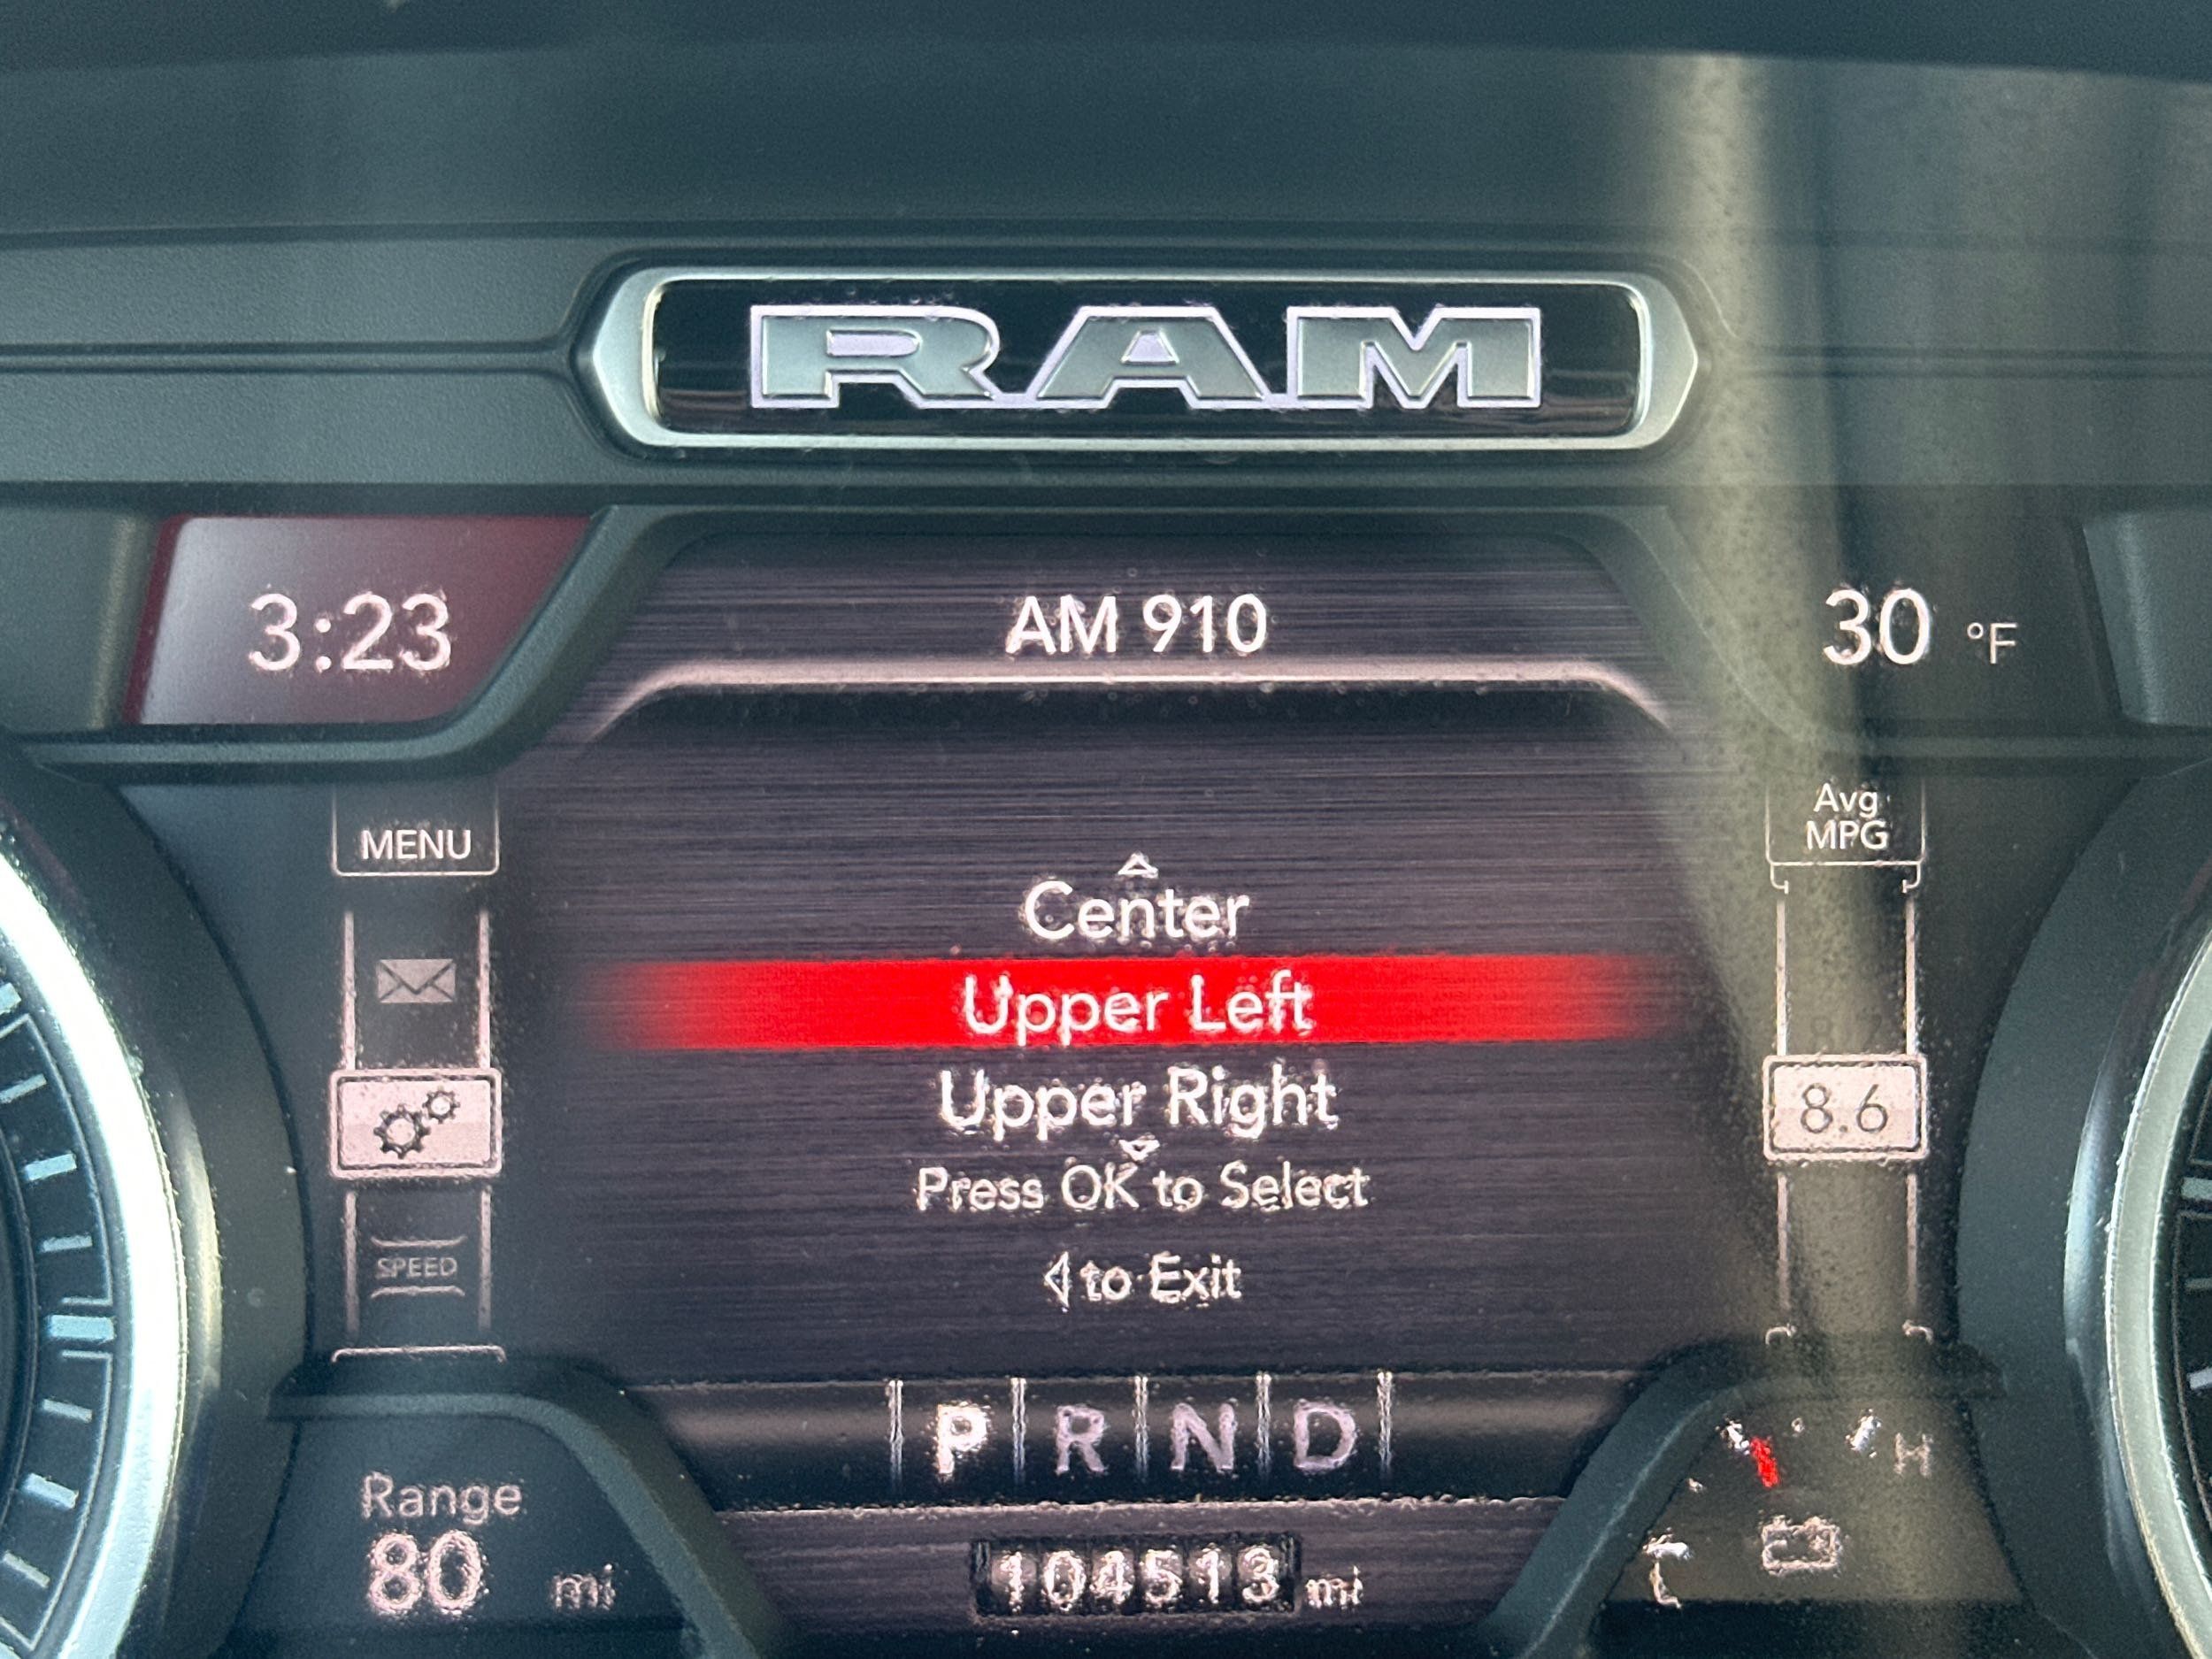 RAM
3:23
AM 910
30 °F
MENU
Avg
MPG
Center
Upper Left
Upper Right
8.6
Press OK to Select
SPEED
to Exit
P R N D
Range
80 mi
H
104513 mi
C